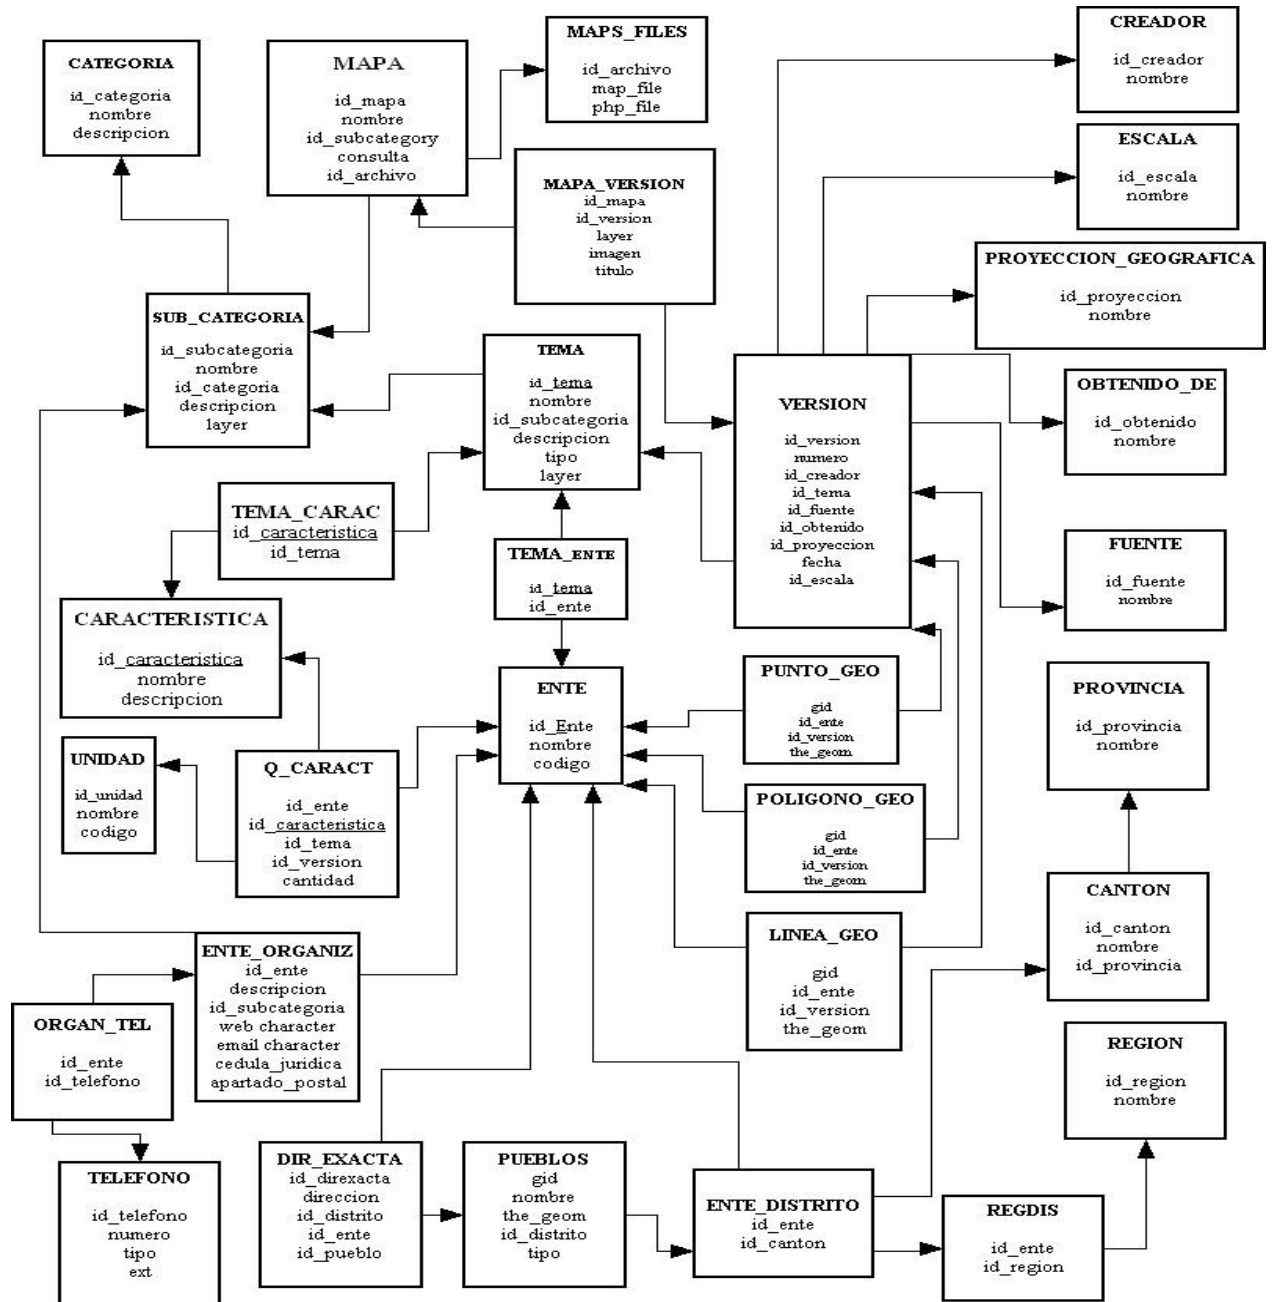 CATEGORIA
id_categoria
nombre
descripcion
MAPA
id_mapa
nombre
id_subcategory
consulta
id_archivo
MAPS_FILES
id_archivo
map_file
php_file
CREADOR
id_creador
nombre
ESCALA
id_escala
nombre
MAPA_VERSION
id_mapa
id_version
layer
imagen
titulo
PROYECCION_GEOGRAFICA
id_proyeccion
nombre
SUB_CATEGORIA
id_subcategoria
nombre
id_categoria
descripcion
layer
TEMA
id_tema
nombre
id_subcategoria
descripcion
tipo
layer
VERSION
id_version
numero
id_creador
id_tema
id_fuente
id_obtenido
id_proyeccion
fecha
id_escala
OBTENIDO_DE
id_obtenido
nombre
TEMA_CARAC
id_caracteristica
id_tema
TEMA_ENTE
id_tema
id_ente
FUENTE
id_fuente
nombre
CARACTERISTICA
id_caracteristica
nombre
descripcion
ENTE
id_Ente
nombre
codigo
PUNTO_GEO
gid
id_ente
id_version
the_geom
PROVINCIA
id_provincia
nombre
UNIDAD
id_unidad
nombre
codigo
Q_CARACT
id_ente
id_caracteristica
id_tema
id_version
cantidad
POLIGONO_GEO
gid
id_ente
id_version
the_geom
CANTON
id_canton
nombre
id_provincia
ENTE_ORGANIZ
id_ente
descripcion
id_subcategoria
web character
email character
cedula_juridica
apartado_postal
LINEA_GEO
gid
id_ente
id_version
the_geom
ORGAN_TEL
id_ente
id_telefono
REGION
id_region
nombre
TELEFONO
id_telefono
numero
tipo
ext
DIR_EXACTA
id_direxacta
direccion
id_distrito
id_ente
id_pueblo
PUEBLOS
gid
nombre
the_geom
id_distrito
tipo
ENTE_DISTRITO
id_ente
id_canton
REGDIS
id_ente
id_region